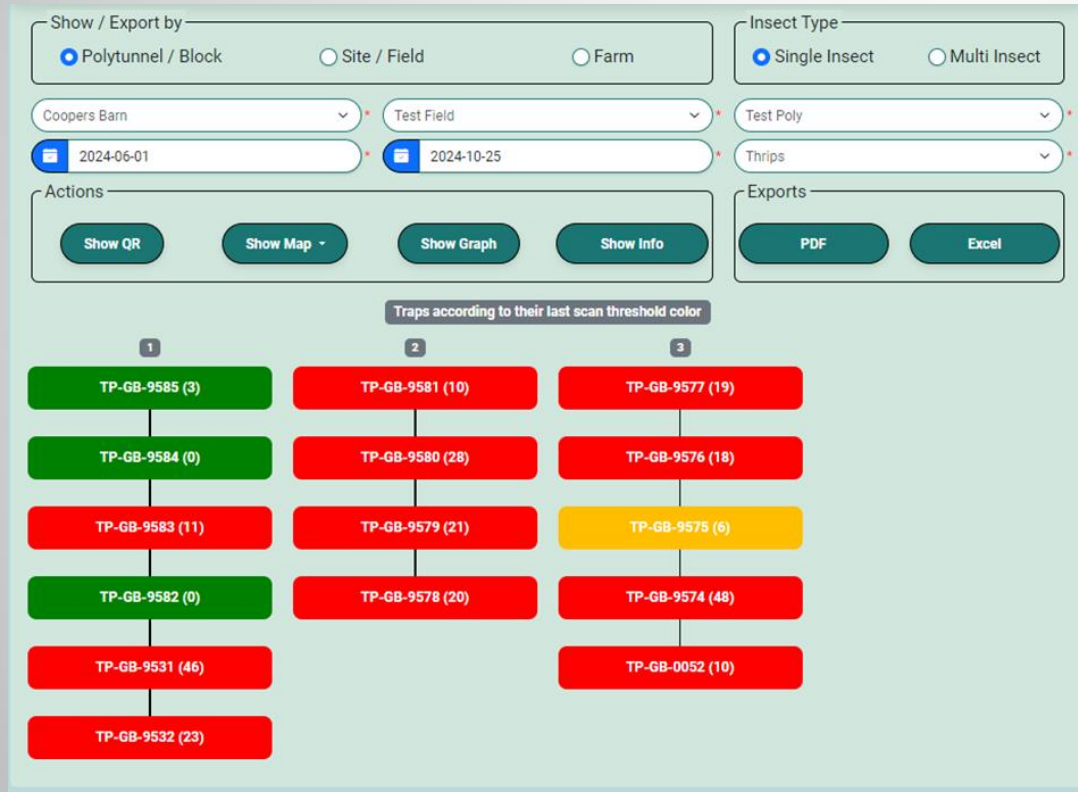 Show / Export by
Polytunnel / Block Site / Field Farm
Insect Type
Single Insect Multi Insect
Coopers Barn * Test Field * Test Poly *
2024-06-01 * 2024-10-25 * Thrips *
Actions
Show QR Show Map Show Graph Show Info
Exports
PDF Excel
Traps according to their last scan threshold color
1 2 3
TP-GB-9585 (3) TP-GB-9581 (10) TP-GB-9577 (19)
TP-GB-9584 (0) TP-GB-9580 (28) TP-GB-9576 (18)
TP-GB-9583 (11) TP-GB-9579 (21) TP-GB-9575 (6)
TP-GB-9582 (0) TP-GB-9578 (20) TP-GB-9574 (48)
TP-GB-9531 (46) TP-GB-0052 (10)
TP-GB-9532 (23)